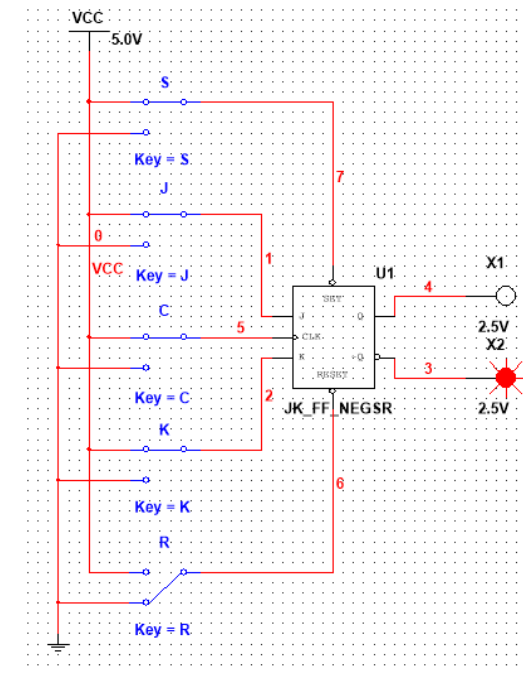 VCC
5.0V
S
Key = S
7
J
0
VCC
Key = J
1
C
5
Key = C
K
2
Key = K
R
6
Key = R
U1
SET
J
Q
CLK
K
~Q
RESET
JK_FF_NEGSR
4
X1
2.5V
X2
3
2.5V